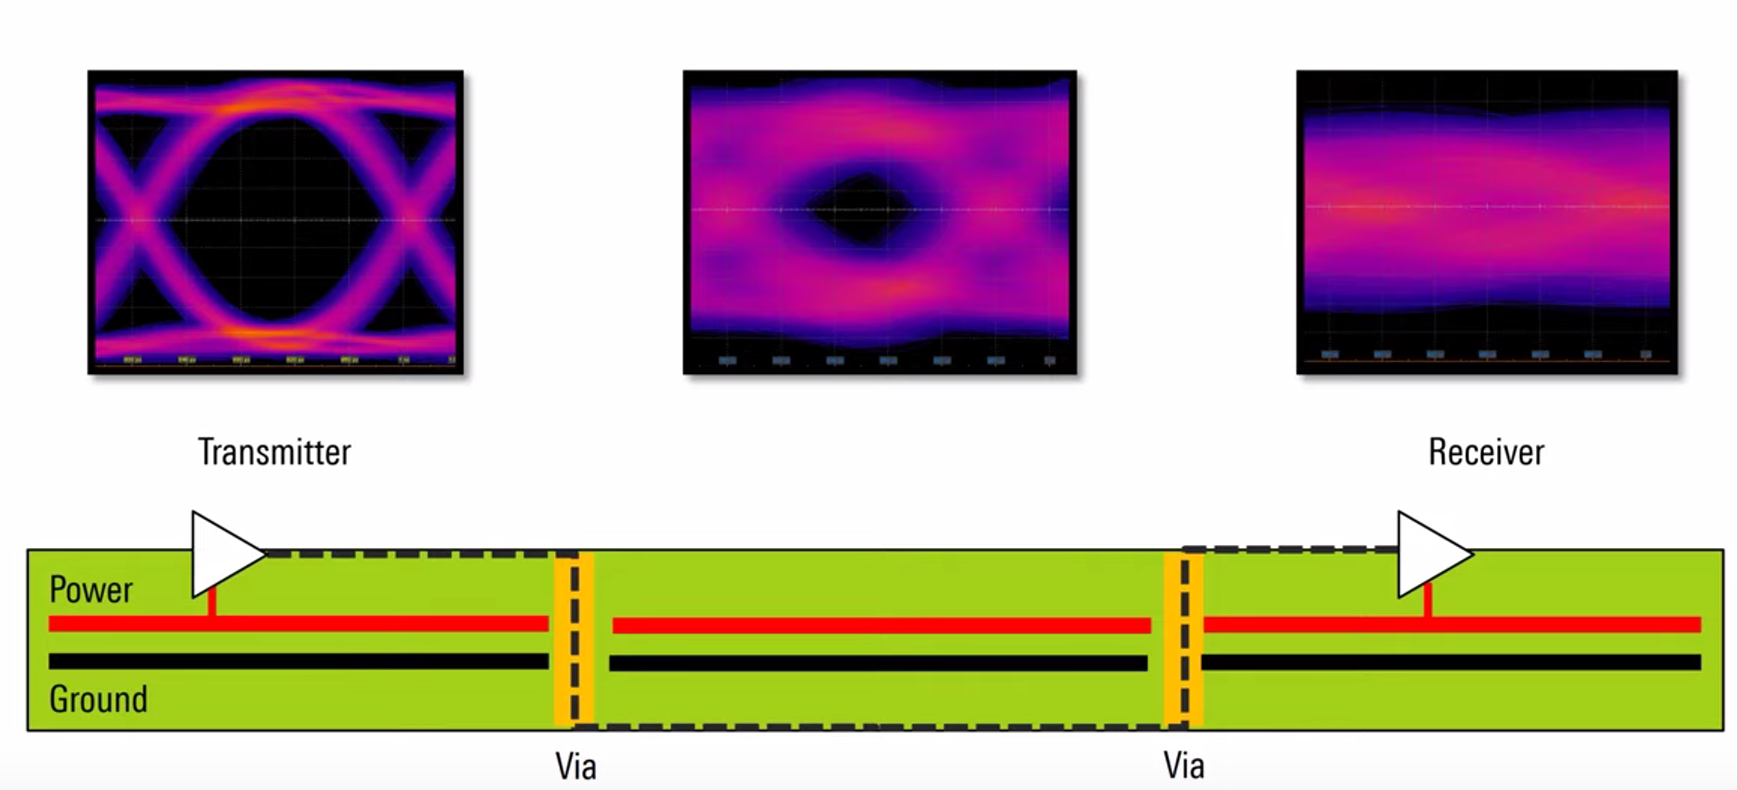 Transmitter
Receiver
Power
Ground
Via
Via